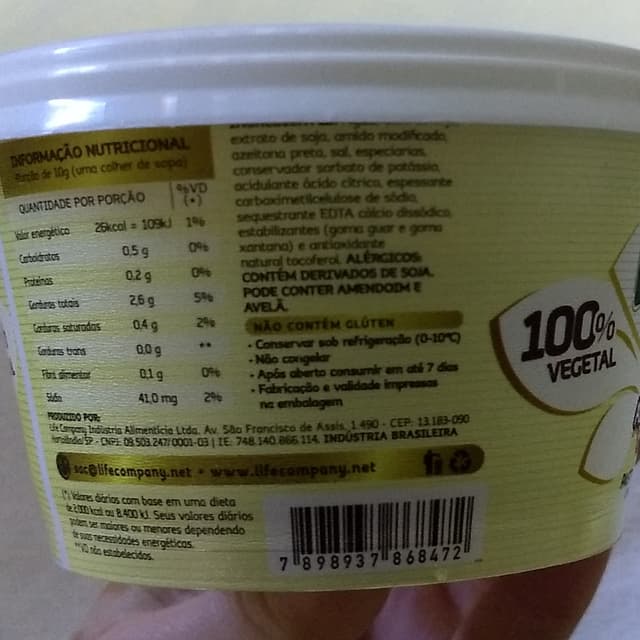 INFORMAÇÃO NUTRICIONAL
Porção de 10g (uma colher de sopa)
QUANTIDADE POR PORÇÃO %VD (*)
Valor energético 26kcal = 109kJ 1%
Carboidratos 0,5 g 0%
Proteínas 0,2 g 0%
Gorduras totais 2,6 g 5%
Gorduras saturadas 0,4 g 2%
Gorduras trans 0,0 g **
Fibra alimentar 0,1 g 0%
Sódio 41,0 mg 2%
extrato de soja, amido modificado,
azeitona preta, sal, especiarias,
conservador sorbato de potássio,
acidulante ácido cítrico, espessante
carboximetilcelulose de sódio,
sequestrante EDTA cálcio dissódico,
estabilizantes (goma guar e goma
xantana) e antioxidante
natural tocoferol. ALÉRGICOS:
CONTÉM DERIVADOS DE SOJA.
PODE CONTER AMENDOIM E
AVELÃ.
NÃO CONTÉM GLÚTEN
• Conservar sob refrigeração (0-10°C)
• Não congelar
• Após aberto consumir em até 7 dias
• Fabricação e validade impressas
na embalagem
PRODUZIDO POR:
Life Company Indústria Alimentícia Ltda. Av. São Francisco de Assis, 1.490 - CEP: 13.183-090
Hortolândia/SP - CNPJ: 08.503.247/0001-03 | IE: 748.140.866.114. INDÚSTRIA BRASILEIRA
sac@lifecompany.net • www.lifecompany.net
(*) Valores diários com base em uma dieta
de 2.000 kcal ou 8.400 kJ. Seus valores diários
podem ser maiores ou menores dependendo
de suas necessidades energéticas.
**VD não estabelecidos.
7 898937 868472
100%
VEGETAL